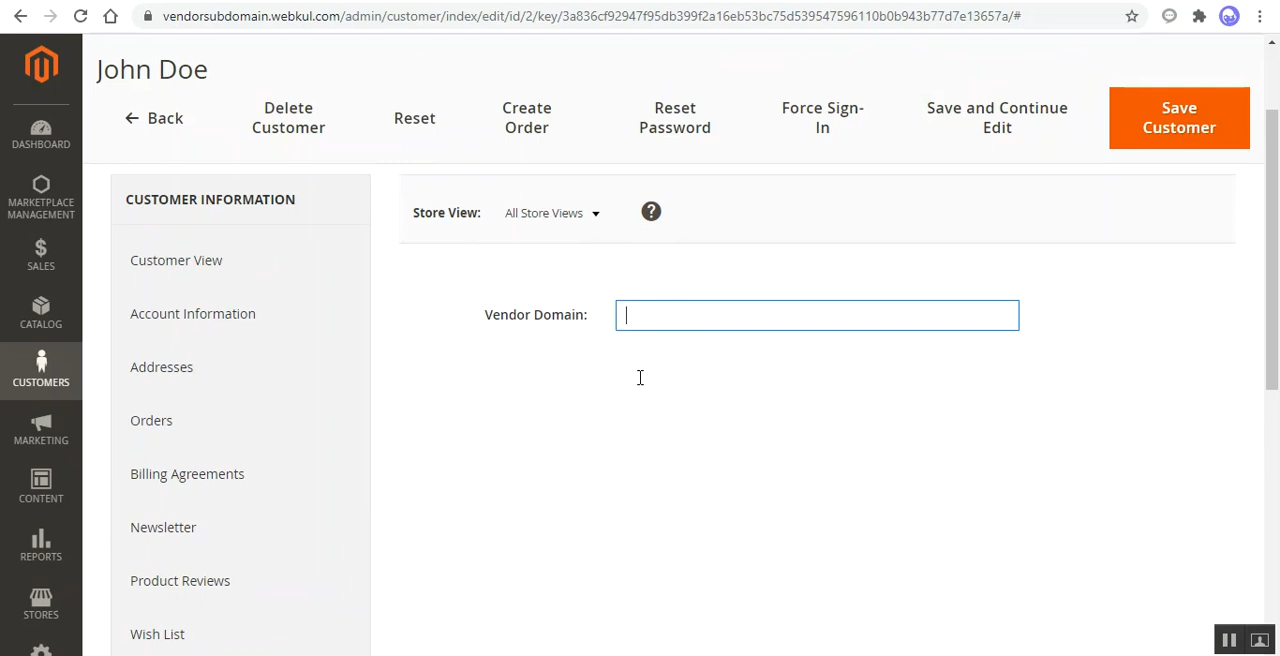 vendorsubdomain.webkul.com/admin/customer/index/edit/id/2/key/3a836cf92947f95db399f2a16eb53bc75d539547596110b0b943b77d7e13657a/#
John Doe
Back
Delete Customer
Reset
Create Order
Reset Password
Force Sign-In
Save and Continue Edit
Save Customer
DASHBOARD
MARKETPLACE MANAGEMENT
SALES
CATALOG
CUSTOMERS
MARKETING
CONTENT
REPORTS
STORES
CUSTOMER INFORMATION
Customer View
Account Information
Addresses
Orders
Billing Agreements
Newsletter
Product Reviews
Wish List
Store View: All Store Views ?
Vendor Domain: